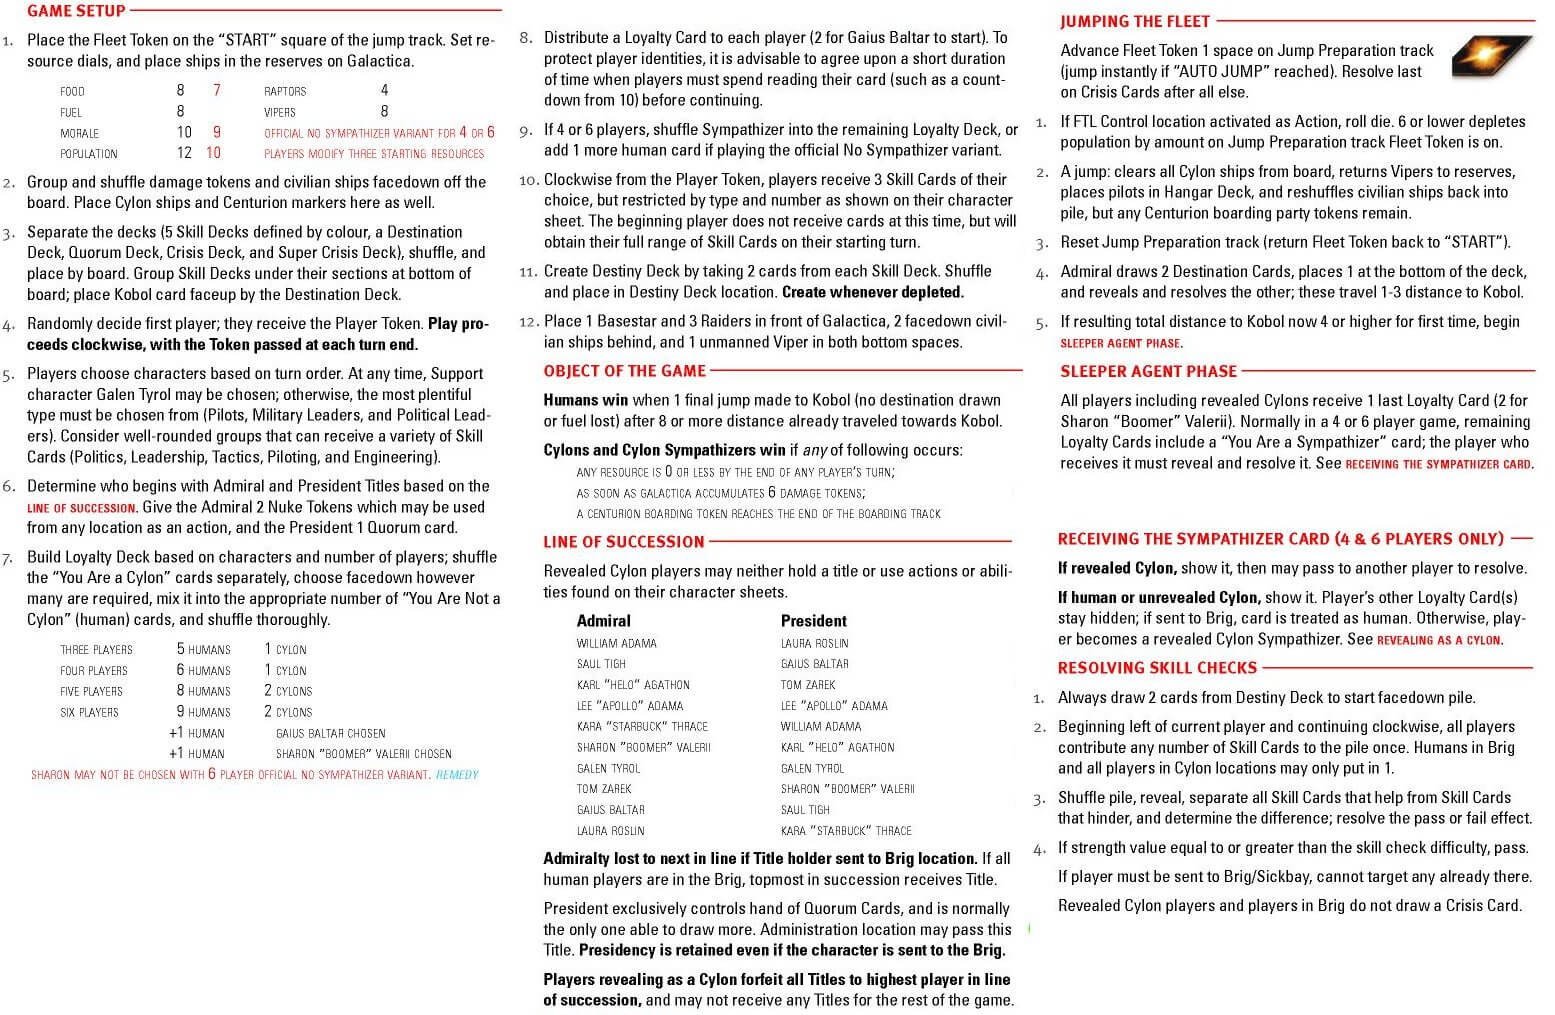 GAME SETUP
1. Place the Fleet Token on the “START” square of the jump track. Set re-
source dials, and place ships in the reserves on Galactica.
FOOD 8 7 RAPTORS 4
FUEL 8 VIPERS 8
MORALE 10 9 OFFICIAL NO SYMPATHIZER VARIANT FOR 4 OR 6
POPULATION 12 10 PLAYERS MODIFY THREE STARTING RESOURCES
2. Group and shuffle damage tokens and civilian ships facedown off the
board. Place Cylon ships and Centurion markers here as well.
3. Separate the decks (5 Skill Decks defined by colour, a Destination
Deck, Quorum Deck, Crisis Deck, and Super Crisis Deck), shuffle, and
place by board. Group Skill Decks under their sections at bottom of
board; place Kobol card faceup by the Destination Deck.
4. Randomly decide first player; they receive the Player Token. Play pro-
ceeds clockwise, with the Token passed at each turn end.
5. Players choose characters based on turn order. At any time, Support
character Galen Tyrol may be chosen; otherwise, the most plentiful
type must be chosen from (Pilots, Military Leaders, and Political Lead-
ers). Consider well-rounded groups that can receive a variety of Skill
Cards (Politics, Leadership, Tactics, Piloting, and Engineering).
6. Determine who begins with Admiral and President Titles based on the
LINE OF SUCCESSION. Give the Admiral 2 Nuke Tokens which may be used
from any location as an action, and the President 1 Quorum card.
7. Build Loyalty Deck based on characters and number of players; shuffle
the “You Are a Cylon” cards separately, choose facedown however
many are required, mix it into the appropriate number of “You Are Not a
Cylon” (human) cards, and shuffle thoroughly.
THREE PLAYERS 5 HUMANS 1 CYLON
FOUR PLAYERS 6 HUMANS 1 CYLON
FIVE PLAYERS 8 HUMANS 2 CYLONS
SIX PLAYERS 9 HUMANS 2 CYLONS
+1 HUMAN GAIUS BALTAR CHOSEN
+1 HUMAN SHARON “BOOMER” VALERII CHOSEN
SHARON MAY NOT BE CHOSEN WITH 6 PLAYER OFFICIAL NO SYMPATHIZER VARIANT. REMEDY
8. Distribute a Loyalty Card to each player (2 for Gaius Baltar to start). To
protect player identities, it is advisable to agree upon a short duration
of time when players must spend reading their card (such as a count-
down from 10) before continuing.
9. If 4 or 6 players, shuffle Sympathizer into the remaining Loyalty Deck, or
add 1 more human card if playing the official No Sympathizer variant.
10. Clockwise from the Player Token, players receive 3 Skill Cards of their
choice, but restricted by type and number as shown on their character
sheet. The beginning player does not receive cards at this time, but will
obtain their full range of Skill Cards on their starting turn.
11. Create Destiny Deck by taking 2 cards from each Skill Deck. Shuffle
and place in Destiny Deck location. Create whenever depleted.
12. Place 1 Basestar and 3 Raiders in front of Galactica, 2 facedown civil-
ian ships behind, and 1 unmanned Viper in both bottom spaces.
OBJECT OF THE GAME
Humans win when 1 final jump made to Kobol (no destination drawn
or fuel lost) after 8 or more distance already traveled towards Kobol.
Cylons and Cylon Sympathizers win if any of following occurs:
ANY RESOURCE IS 0 OR LESS BY THE END OF ANY PLAYER’S TURN;
AS SOON AS GALACTICA ACCUMULATES 6 DAMAGE TOKENS;
A CENTURION BOARDING TOKEN REACHES THE END OF THE BOARDING TRACK
LINE OF SUCCESSION
Revealed Cylon players may neither hold a title or use actions or abili-
ties found on their character sheets.
Admiral President
WILLIAM ADAMA LAURA ROSLIN
SAUL TIGH GAIUS BALTAR
KARL “HELO” AGATHON TOM ZAREK
LEE “APOLLO” ADAMA LEE “APOLLO” ADAMA
KARA “STARBUCK” THRACE WILLIAM ADAMA
SHARON “BOOMER” VALERII KARL “HELO” AGATHON
GALEN TYROL GALEN TYROL
TOM ZAREK SHARON “BOOMER” VALERII
GAIUS BALTAR SAUL TIGH
LAURA ROSLIN KARA “STARBUCK” THRACE
Admiralty lost to next in line if Title holder sent to Brig location. If all
human players are in the Brig, topmost in succession receives Title.
President exclusively controls hand of Quorum Cards, and is normally
the only one able to draw more. Administration location may pass this
Title. Presidency is retained even if the character is sent to the Brig.
Players revealing as a Cylon forfeit all Titles to highest player in line
of succession, and may not receive any Titles for the rest of the game.
JUMPING THE FLEET
Advance Fleet Token 1 space on Jump Preparation track
(jump instantly if “AUTO JUMP” reached). Resolve last
on Crisis Cards after all else.
1. If FTL Control location activated as Action, roll die. 6 or lower depletes
population by amount on Jump Preparation track Fleet Token is on.
2. A jump: clears all Cylon ships from board, returns Vipers to reserves,
places pilots in Hangar Deck, and reshuffles civilian ships back into
pile, but any Centurion boarding party tokens remain.
3. Reset Jump Preparation track (return Fleet Token back to “START”).
4. Admiral draws 2 Destination Cards, places 1 at the bottom of the deck,
and reveals and resolves the other; these travel 1-3 distance to Kobol.
5. If resulting total distance to Kobol now 4 or higher for first time, begin
SLEEPER AGENT PHASE.
SLEEPER AGENT PHASE
All players including revealed Cylons receive 1 last Loyalty Card (2 for
Sharon “Boomer” Valerii). Normally in a 4 or 6 player game, remaining
Loyalty Cards include a “You Are a Sympathizer” card; the player who
receives it must reveal and resolve it. See RECEIVING THE SYMPATHIZER CARD.
RECEIVING THE SYMPATHIZER CARD (4 & 6 PLAYERS ONLY)
If revealed Cylon, show it, then may pass to another player to resolve.
If human or unrevealed Cylon, show it. Player’s other Loyalty Card(s)
stay hidden; if sent to Brig, card is treated as human. Otherwise, play-
er becomes a revealed Cylon Sympathizer. See REVEALING AS A CYLON.
RESOLVING SKILL CHECKS
1. Always draw 2 cards from Destiny Deck to start facedown pile.
2. Beginning left of current player and continuing clockwise, all players
contribute any number of Skill Cards to the pile once. Humans in Brig
and all players in Cylon locations may only put in 1.
3. Shuffle pile, reveal, separate all Skill Cards that help from Skill Cards
that hinder, and determine the difference; resolve the pass or fail effect.
4. If strength value equal to or greater than the skill check difficulty, pass.
If player must be sent to Brig/Sickbay, cannot target any already there.
Revealed Cylon players and players in Brig do not draw a Crisis Card.